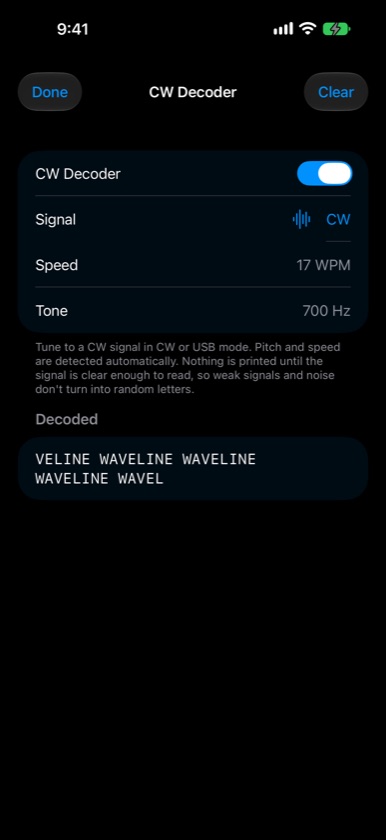 9:41
Done
CW Decoder
Clear
CW Decoder
Signal CW
Speed 17 WPM
Tone 700 Hz
Tune to a CW signal in CW or USB mode. Pitch and speed
are detected automatically. Nothing is printed until the
signal is clear enough to read, so weak signals and noise
don't turn into random letters.
Decoded
VELINE WAVELINE WAVELINE
WAVELINE WAVEL